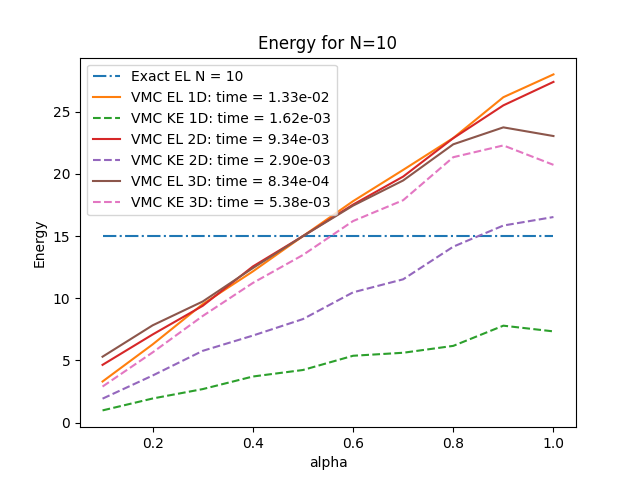 Energy for N=10
Exact EL N = 10
VMC EL 1D: time = 1.33e-02
VMC KE 1D: time = 1.62e-03
VMC EL 2D: time = 9.34e-03
VMC KE 2D: time = 2.90e-03
VMC EL 3D: time = 8.34e-04
VMC KE 3D: time = 5.38e-03
Energy
25
20
15
10
5
0
0.2 0.4 0.6 0.8 1.0
alpha